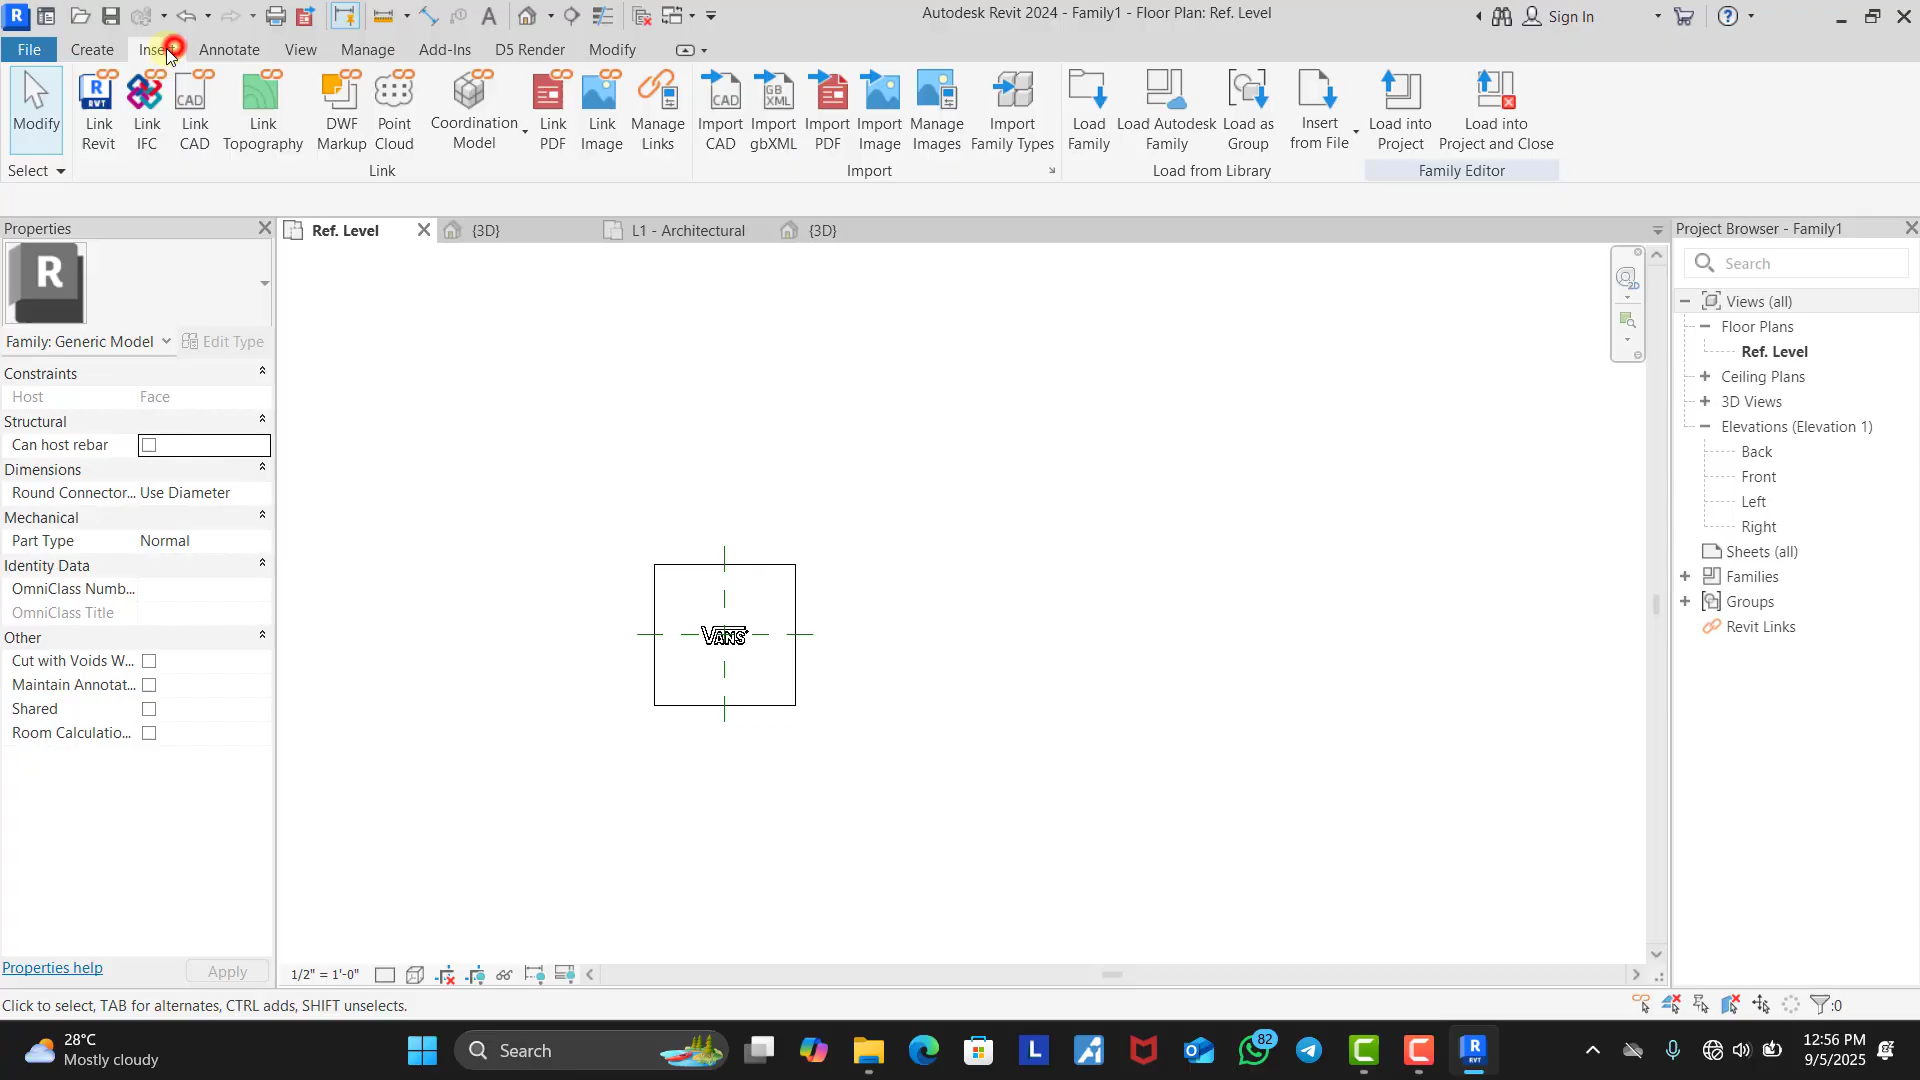 Autodesk Revit 2024 - Family1 - Floor Plan: Ref. Level
Sign In
File Create Insert Annotate View Manage Add-Ins D5 Render Modify
Modify
Link Revit
Link IFC
Link CAD
Link Topography
DWF Markup
Point Cloud
Coordination Model
Link PDF
Link Image
Manage Links
Import CAD
Import gbXML
Import PDF
Import Image
Manage Images
Import Family Types
Load Family
Load Autodesk Family
Load as Group
Insert from File
Load into Project
Load into Project and Close
Select
Link
Import
Load from Library
Family Editor
Properties
Ref. Level
{3D}
L1 - Architectural
{3D}
Project Browser - Family1
Search
Family: Generic Model
Edit Type
Constraints
Host Face
Structural
Can host rebar
Dimensions
Round Connector... Use Diameter
Mechanical
Part Type Normal
Identity Data
OmniClass Numb...
OmniClass Title
Other
Cut with Voids W...
Maintain Annotat...
Shared
Room Calculatio...
Properties help
Apply
VANS
Views (all)
Floor Plans
Ref. Level
Ceiling Plans
3D Views
Elevations (Elevation 1)
Back
Front
Left
Right
Sheets (all)
Families
Groups
Revit Links
1/2" = 1'-0"
Click to select, TAB for alternates, CTRL adds, SHIFT unselects.
:0
28°C
Mostly cloudy
Search
82
12:56 PM
9/5/2025